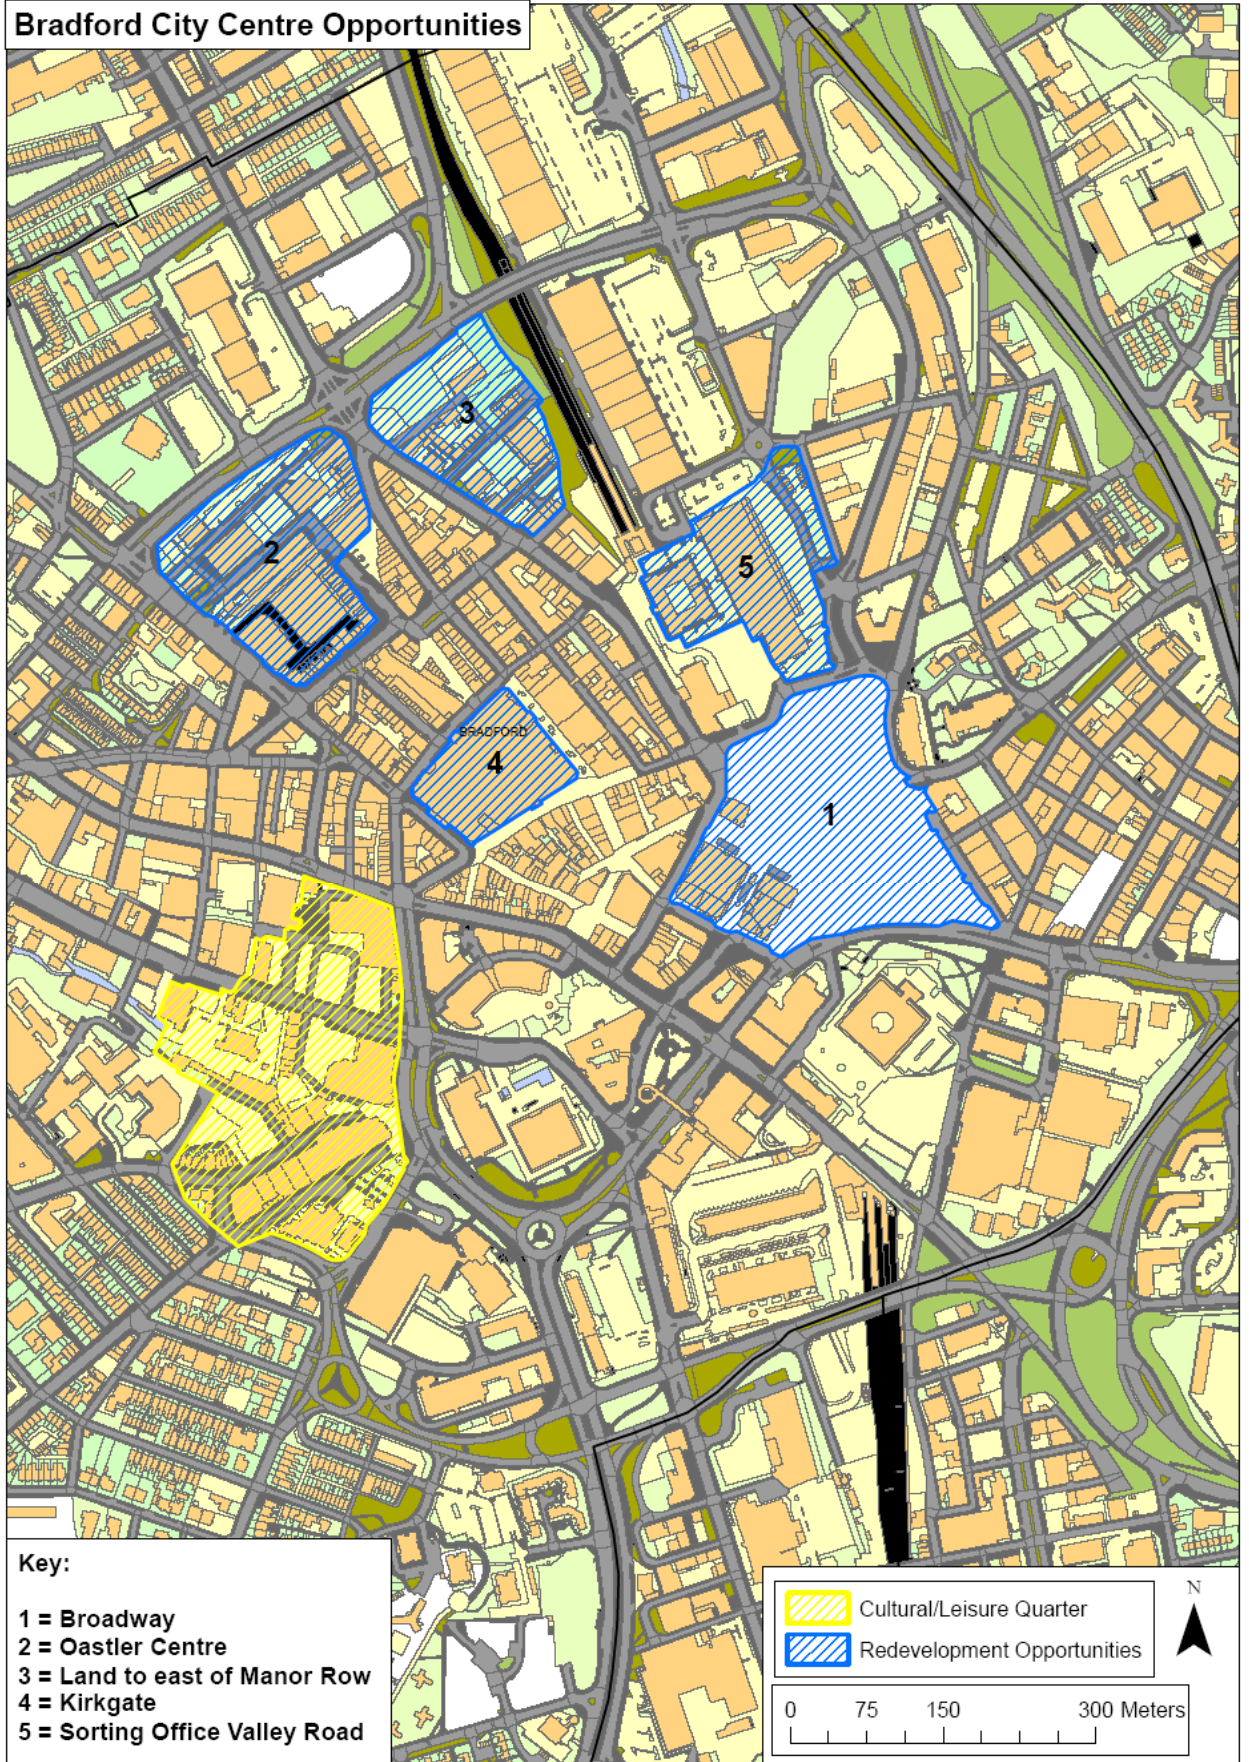 Bradford City Centre Opportunities
3
2
5
BRADFORD
4
1
Key:
1 = Broadway
2 = Oastler Centre
3 = Land to east of Manor Row
4 = Kirkgate
5 = Sorting Office Valley Road
Cultural/Leisure Quarter
Redevelopment Opportunities
N
0 75 150 300 Meters